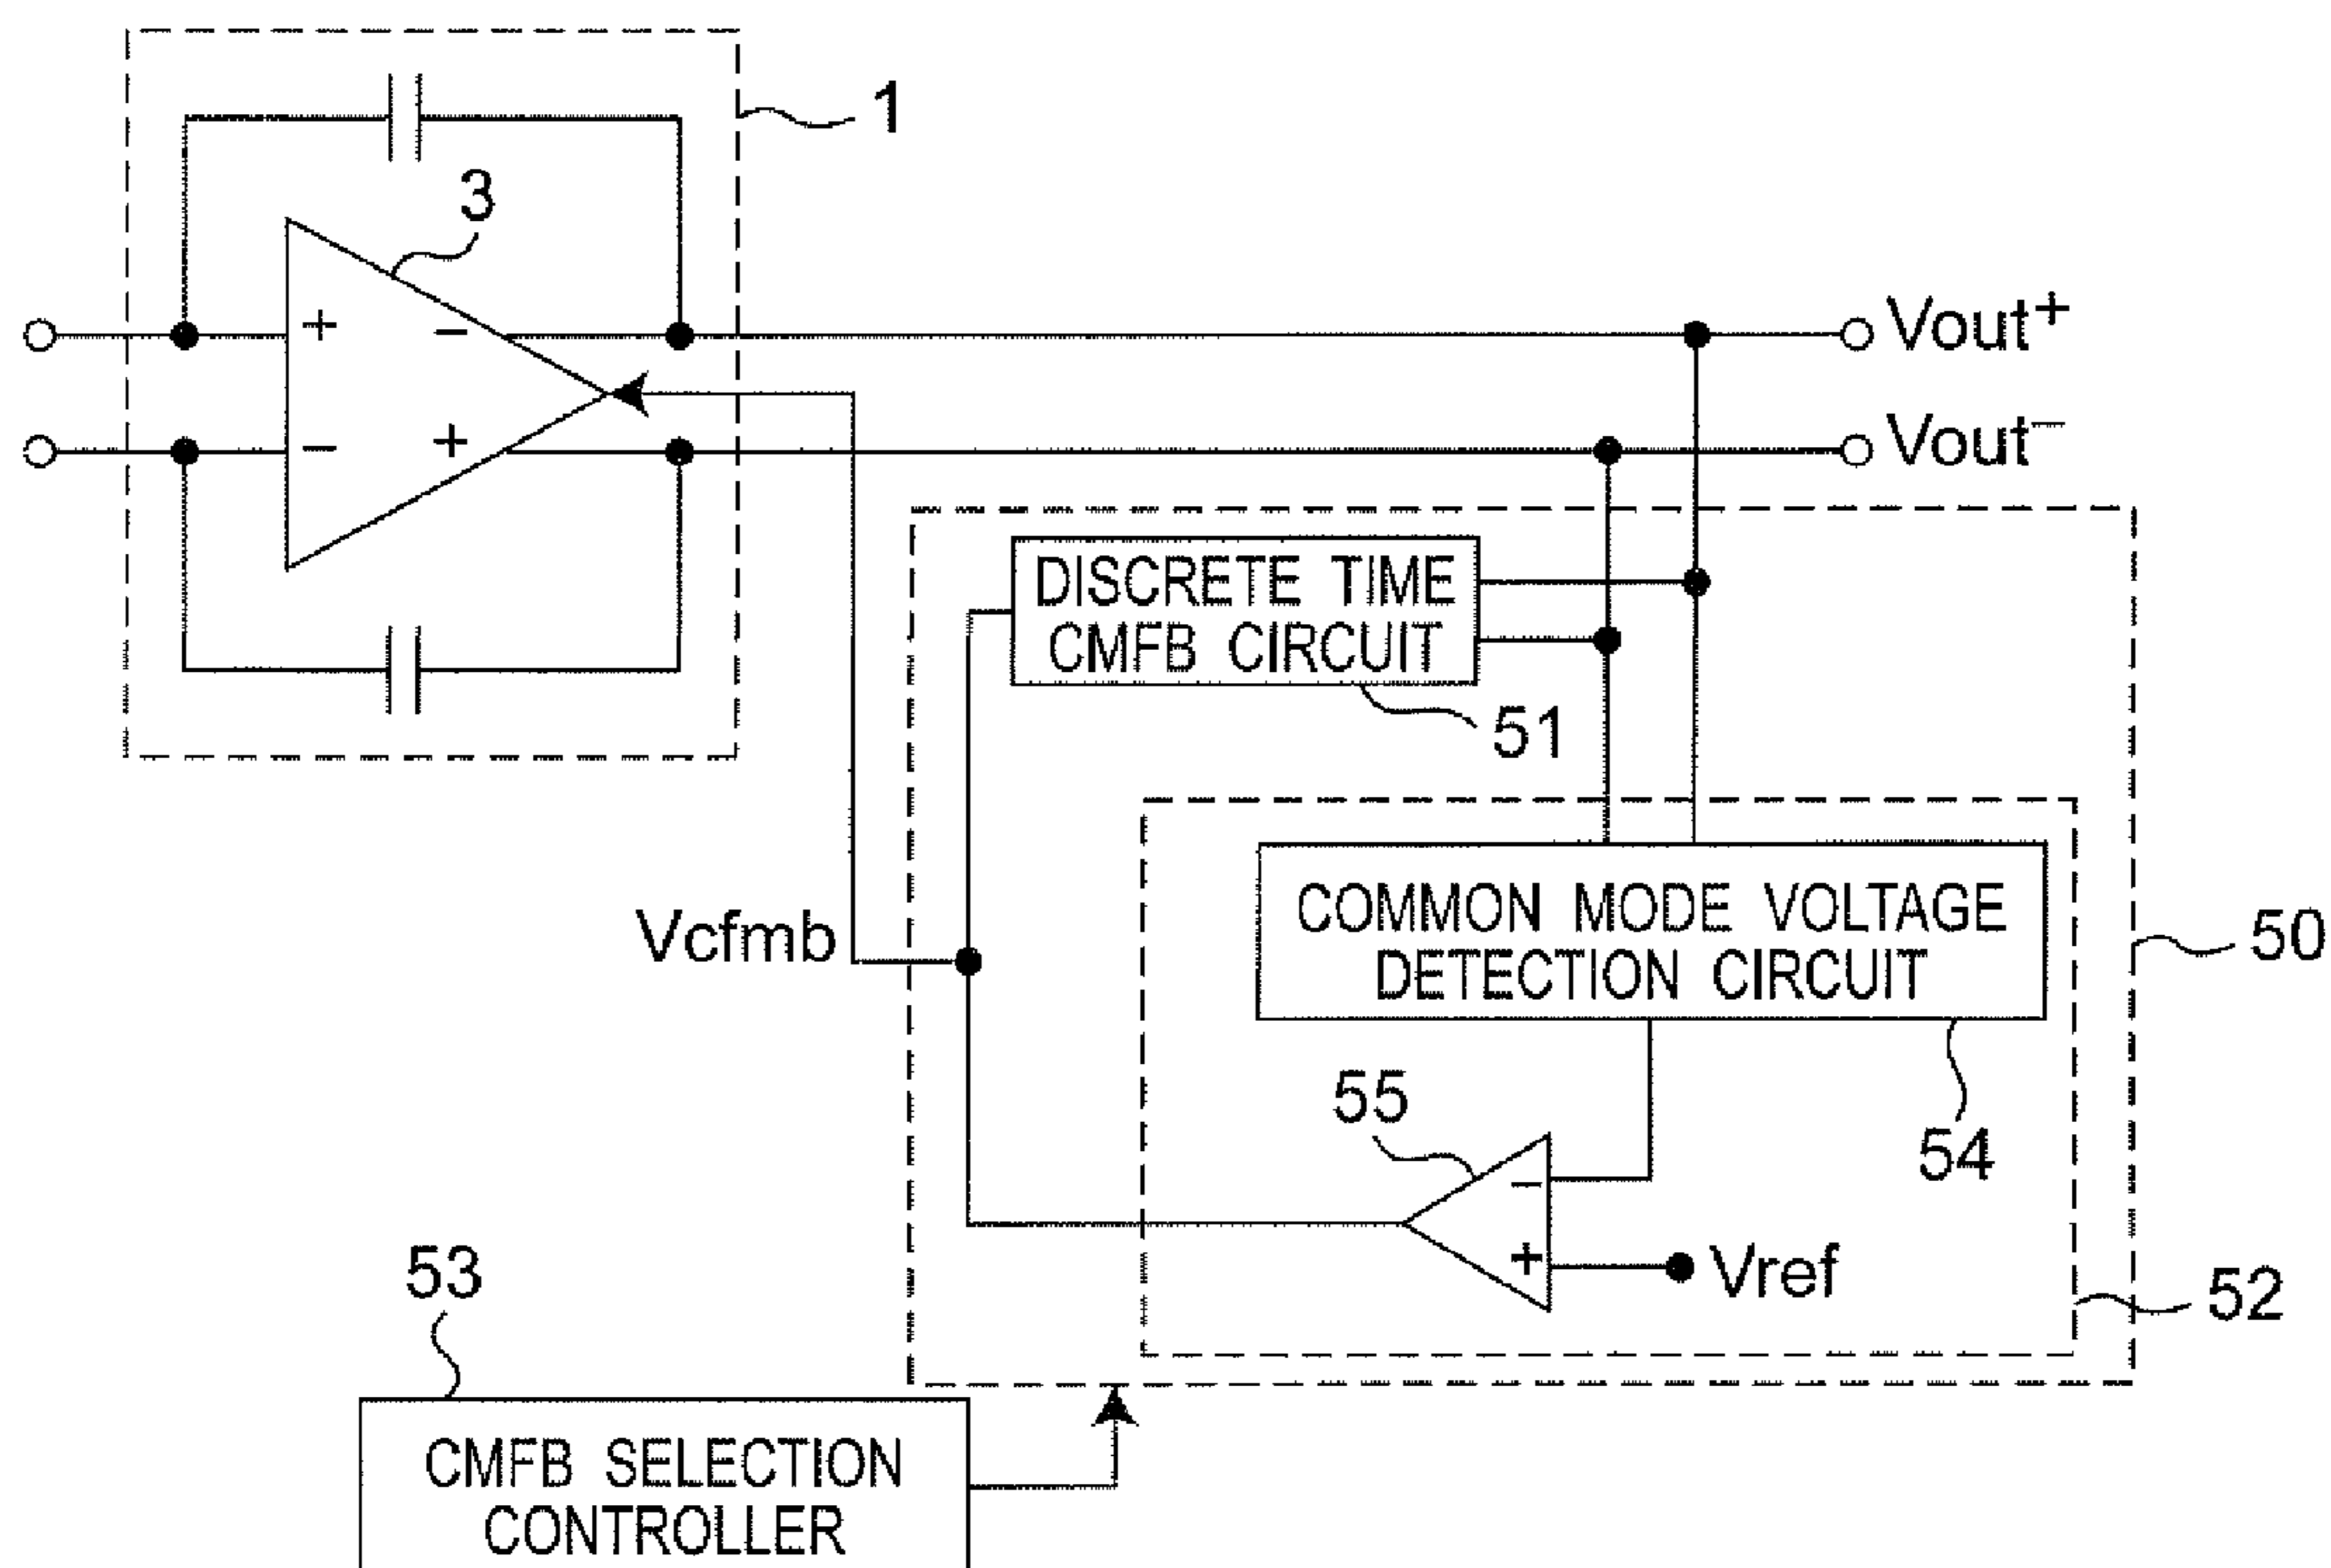 1
3
+ −
− +
Vout+
Vout−
DISCRETE TIME
CMFB CIRCUIT
51
COMMON MODE VOLTAGE
DETECTION CIRCUIT
Vcfmb
50
54
55
−
+
Vref
52
53
CMFB SELECTION
CONTROLLER